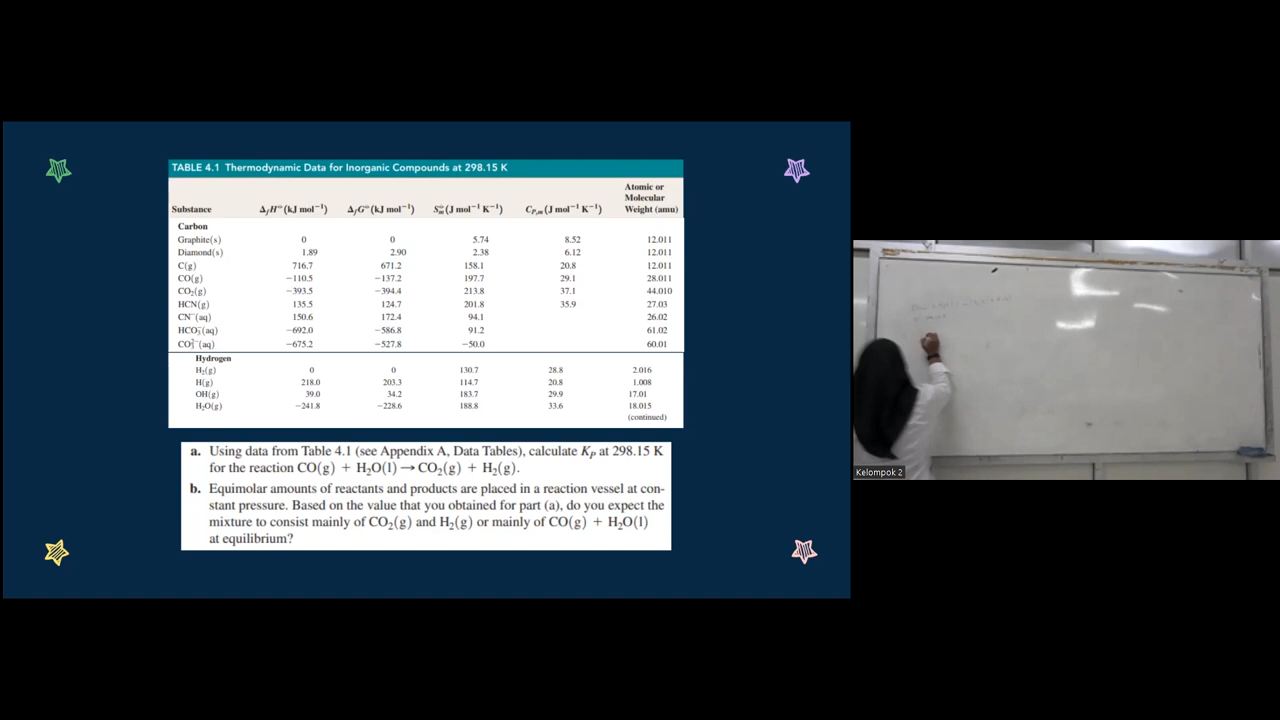 TABLE 4.1 Thermodynamic Data for Inorganic Compounds at 298.15 K
Substance ΔfH° (kJ mol⁻¹) ΔfG° (kJ mol⁻¹) S°m (J mol⁻¹ K⁻¹) CP,m (J mol⁻¹ K⁻¹) Atomic or Molecular Weight (amu)
Carbon
Graphite(s) 0 0 5.74 8.52 12.011
Diamond(s) 1.89 2.90 2.38 6.12 12.011
C(g) 716.7 671.2 158.1 20.8 12.011
CO(g) −110.5 −137.2 197.7 29.1 28.011
CO₂(g) −393.5 −394.4 213.8 37.1 44.010
HCN(g) 135.5 124.7 201.8 35.9 27.03
CN⁻(aq) 150.6 172.4 94.1 26.02
HCO₃⁻(aq) −692.0 −586.8 91.2 61.02
CO₃²⁻(aq) −675.2 −527.8 −50.0 60.01
Hydrogen
H₂(g) 0 0 130.7 28.8 2.016
H(g) 218.0 203.3 114.7 20.8 1.008
OH(g) 39.0 34.2 183.7 29.9 17.01
H₂O(g) −241.8 −228.6 188.8 33.6 18.015
(continued)
a. Using data from Table 4.1 (see Appendix A, Data Tables), calculate KP at 298.15 K
for the reaction CO(g) + H₂O(l) → CO₂(g) + H₂(g).
b. Equimolar amounts of reactants and products are placed in a reaction vessel at con-
stant pressure. Based on the value that you obtained for part (a), do you expect the
mixture to consist mainly of CO₂(g) and H₂(g) or mainly of CO(g) + H₂O(l)
at equilibrium?
Kelompok 2